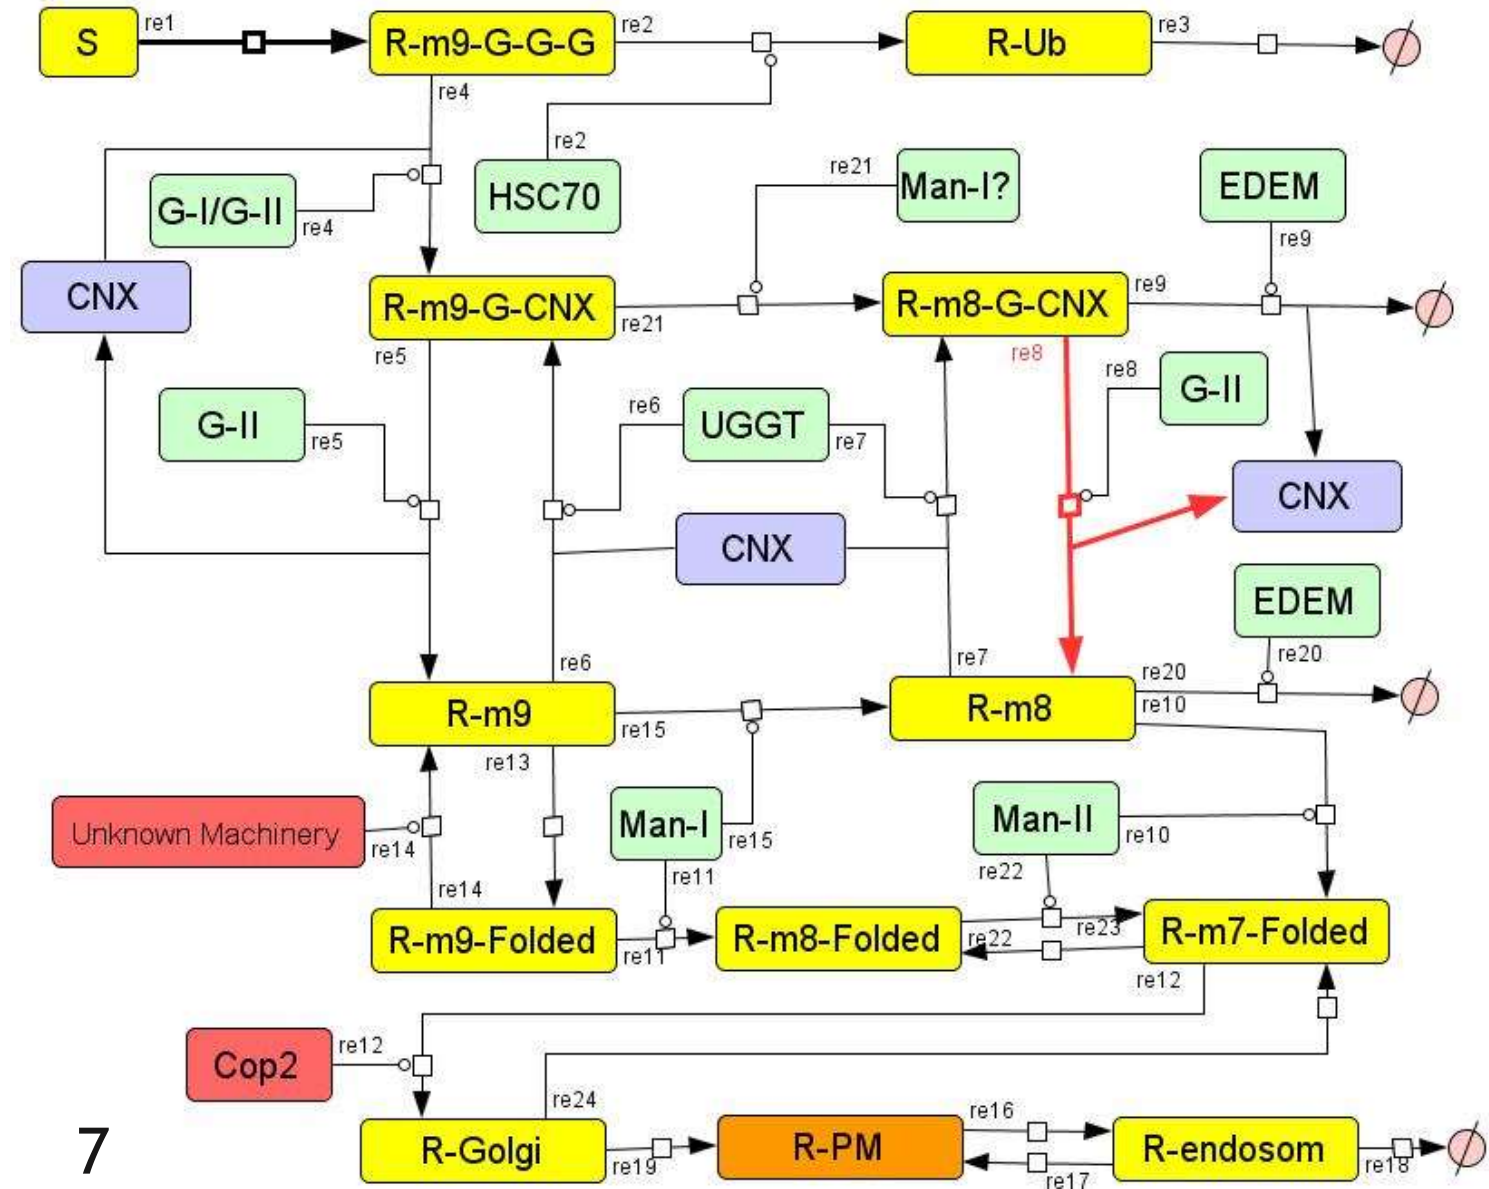 S
re1
R-m9-G-G-G
re2
R-Ub
re3
re4
re2
HSC70
G-I/G-II
re4
re21
Man-I?
EDEM
re9
CNX
R-m9-G-CNX
re21
R-m8-G-CNX
re9
re5
re8
re8
G-II
G-II
re5
re6
UGGT
re7
CNX
CNX
EDEM
re20
re6
re7
re20
R-m9
re15
R-m8
re10
re13
Unknown Machinery
re14
Man-I
re15
Man-II
re10
re11
re22
re14
R-m9-Folded
re11
R-m8-Folded
re22
re23
R-m7-Folded
re12
Cop2
re12
re24
7
R-Golgi
re19
R-PM
re16
re17
R-endosom
re18